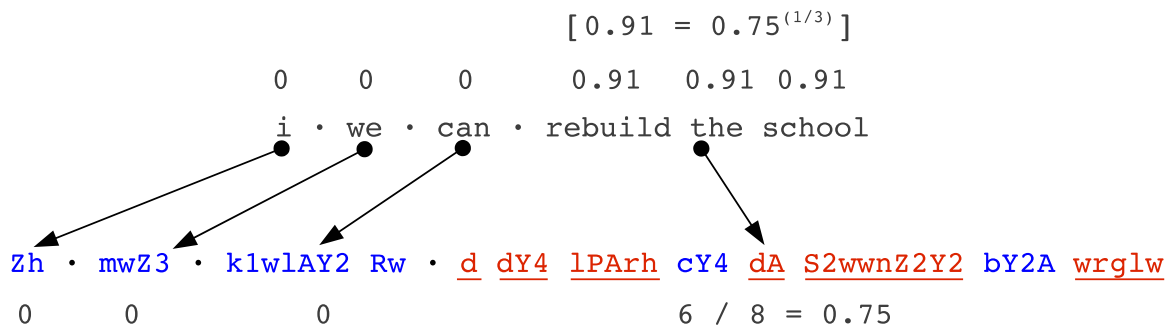 [0.91 = 0.75(1/3)]
0 0 0 0.91 0.91 0.91
i · we · can · rebuild the school
Zh · mwZ3 · k1wlAY2 Rw · d dY4 lPArh cY4 dA S2wwnZ2Y2 bY2A wrglw
0 0 0 6 / 8 = 0.75